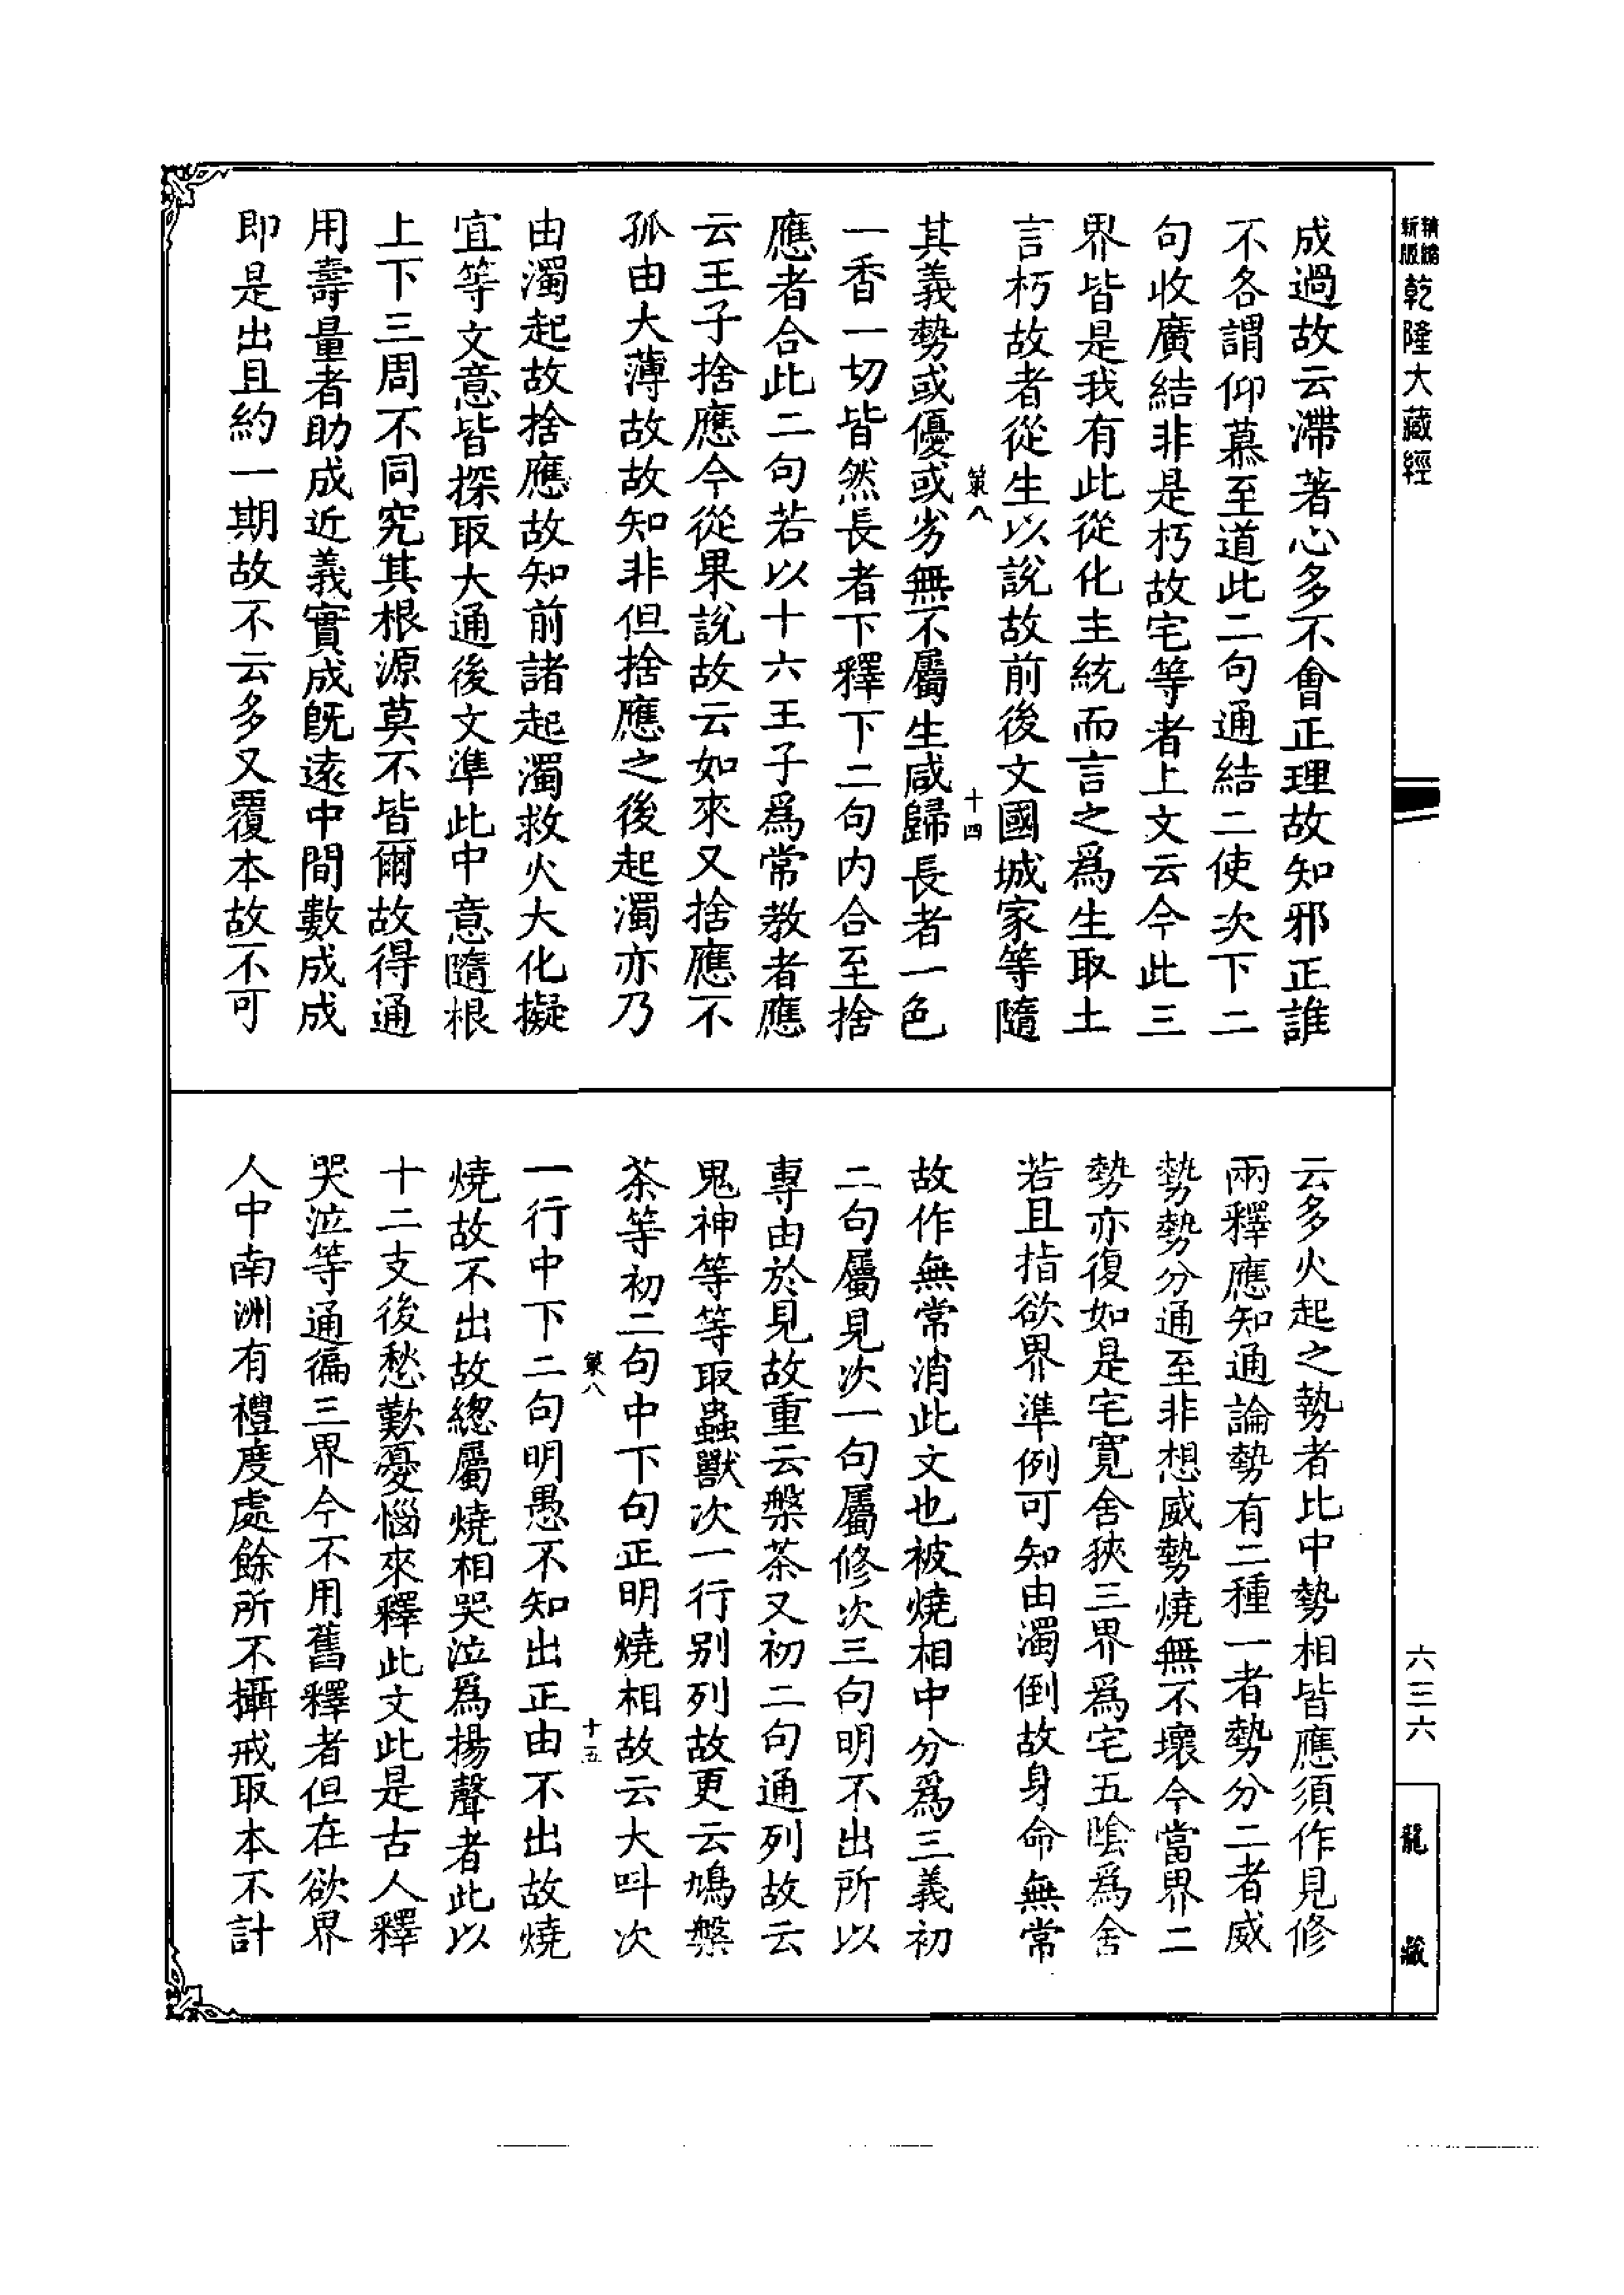 精編
新版
乾隆大藏經
成過故云滯著心多不會正理故知邪正誰
不各謂仰慕至道此二句通結二使次下二
句收廣結非是朽故宅等者上文云今此三
界皆是我有此從化主統而言之爲生取土
言朽故者從生以說故前後文國城家等隨
策八
十四
其義勢或優或劣無不屬生咸歸長者一色
一香一切皆然長者下釋下二句内合至捨
應者合此二句若以十六王子爲常教者應
云王子捨應今從果說故云如來又捨應不
孤由大薄故故知非但捨應之後起濁亦乃
由濁起故捨應故知前諸起濁救火大化擬
宜等文意皆探取大通後文準此中意隨根
上下三周不同究其根源莫不皆爾故得通
用壽量者助成近義實成旣遠中間數成成
即是出且約一期故不云多又覆本故不可
云多火起之勢者比中勢相皆應須作見修
兩釋應知通論勢有二種一者勢分二者威
勢勢分通至非想威勢燒無不壞今當界二
勢亦復如是宅寬舍狹三界爲宅五陰爲舍
若且指欲界準例可知由濁倒故身命無常
故作無常消此文也被燒相中分爲三義初
二句屬見次一句屬修次三句明不出所以
專由於見故重云槃茶又初二句通列故云
鬼神等等取蟲獸次一行别列故更云鳩槃
茶等初二句中下句正明燒相故云大呌次
策八
十五
一行中下二句明愚不知出正由不出故燒
燒故不出故總屬燒相哭泣爲揚聲者此以
十二支後愁歎憂惱來釋此文此是古人釋
哭泣等通徧三界今不用舊釋者但在欲界
人中南洲有禮度處餘所不攝戒取本不計
六三六
龍藏